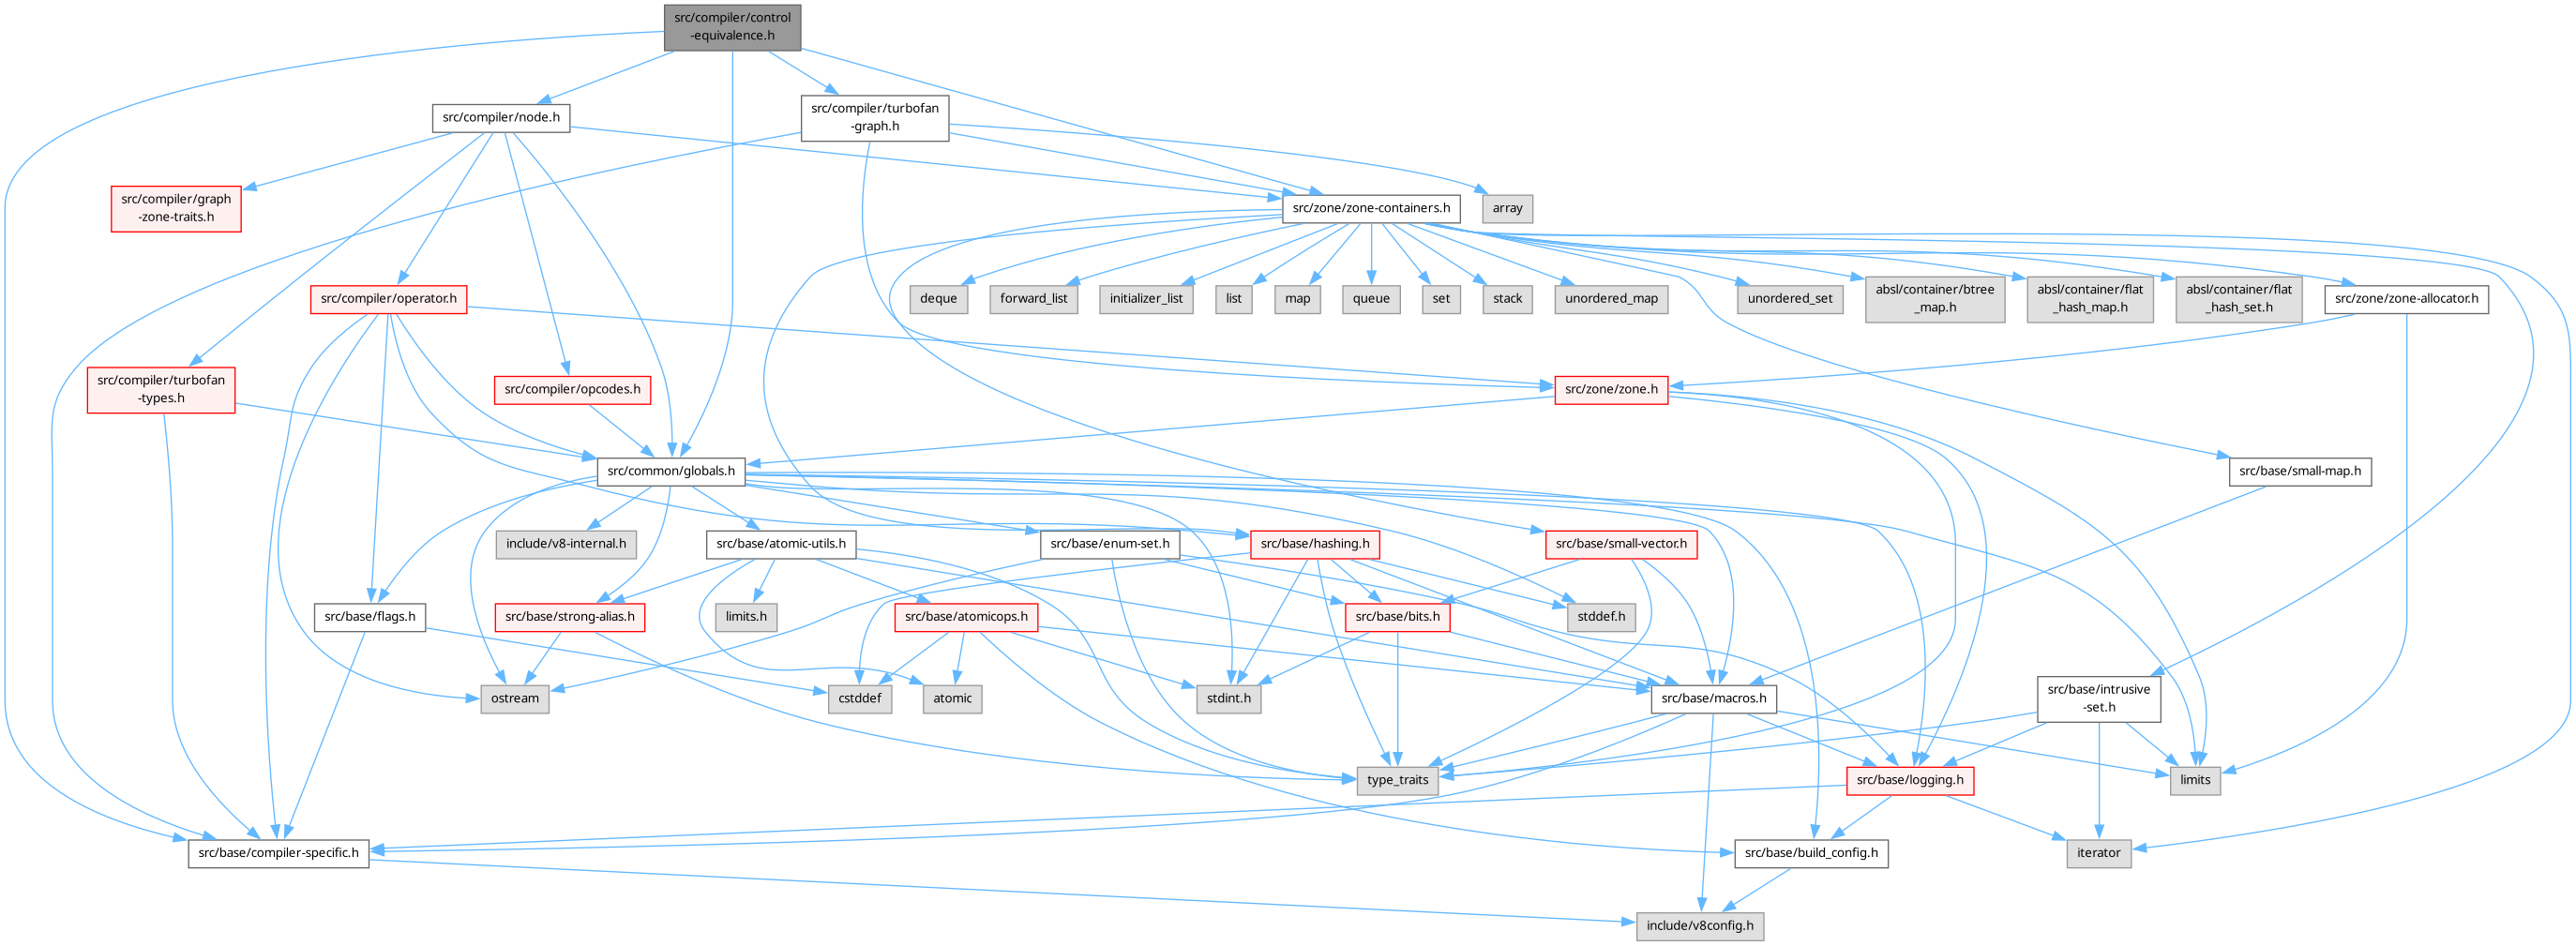 src/compiler/control
-equivalence.h
src/compiler/node.h
src/compiler/turbofan
-graph.h
src/compiler/graph
-zone-traits.h
src/zone/zone-containers.h
array
src/compiler/operator.h
deque
forward_list
initializer_list
list
map
queue
set
stack
unordered_map
unordered_set
absl/container/btree
_map.h
absl/container/flat
_hash_map.h
absl/container/flat
_hash_set.h
src/zone/zone-allocator.h
src/compiler/turbofan
-types.h
src/compiler/opcodes.h
src/zone/zone.h
src/common/globals.h
src/base/small-map.h
include/v8-internal.h
src/base/atomic-utils.h
src/base/enum-set.h
src/base/hashing.h
src/base/small-vector.h
src/base/flags.h
src/base/strong-alias.h
limits.h
src/base/atomicops.h
src/base/bits.h
stddef.h
ostream
cstddef
atomic
stdint.h
src/base/macros.h
src/base/intrusive
-set.h
type_traits
src/base/logging.h
limits
src/base/compiler-specific.h
src/base/build_config.h
iterator
include/v8config.h